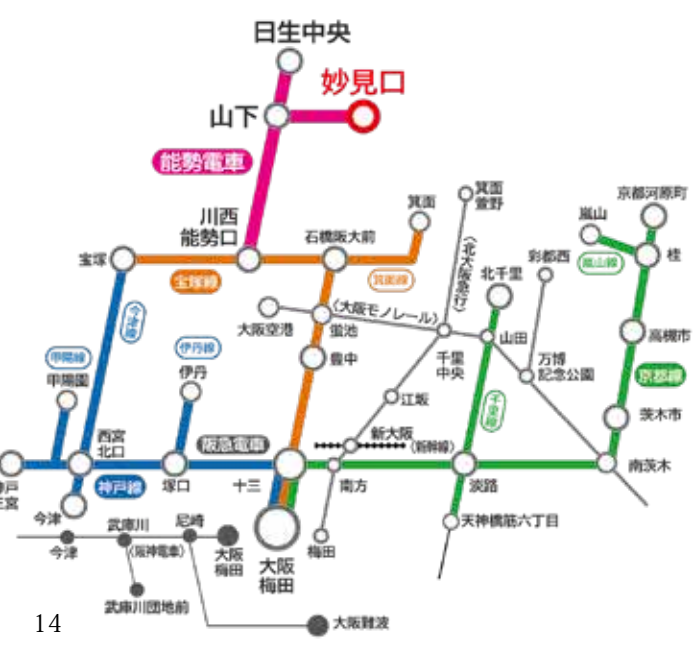 日生中央
妙見口
山下
能勢電車
川西
能勢口
石橋阪大前
箕面
箕面
萱野
京都河原町
嵐山
桂
嵐山線
彩都西
宝塚
宝塚線
箕面線
〈北大阪急行〉
北千里
今津線
大阪空港
〈大阪モノレール〉
蛍池
山田
高槻市
甲陽線
甲陽園
伊丹線
伊丹
豊中
千里
中央
万博
記念公園
京都線
江坂
千里線
茨木市
西宮
北口
阪急電車
新大阪
(新幹線)
神戸
三宮
神戸線
塚口
十三
南方
淡路
南茨木
今津
武庫川
尼崎
天神橋筋六丁目
今津
〈阪神電車〉
大阪
梅田
大阪
梅田
梅田
武庫川団地前
大阪難波
14